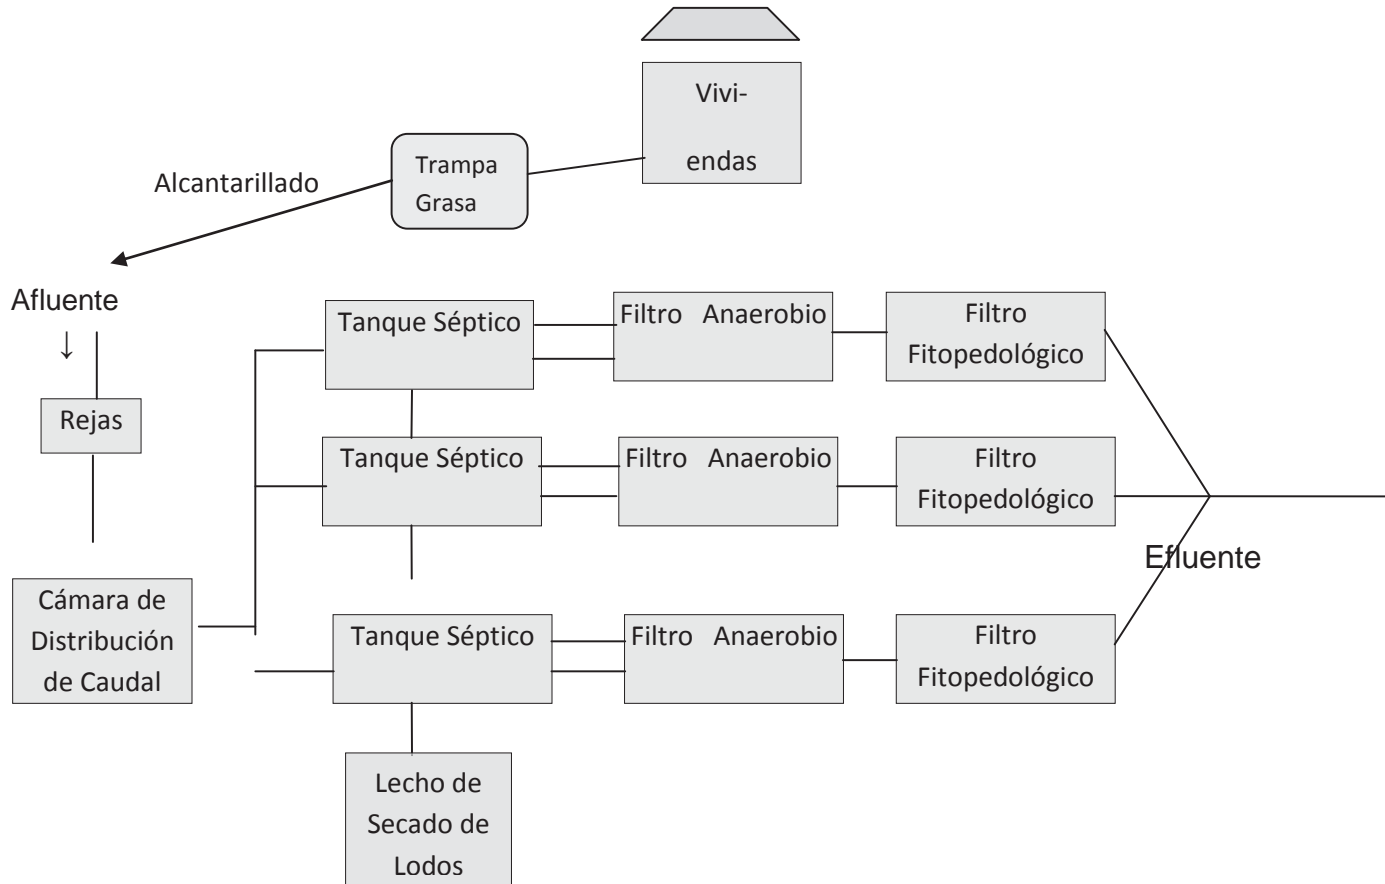 Vivi-
endas
Trampa
Grasa
Alcantarillado
Afluente
↓
Rejas
Cámara de
Distribución
de Caudal
Tanque Séptico
Filtro Anaerobio
Filtro
Fitopedológico
Tanque Séptico
Filtro Anaerobio
Filtro
Fitopedológico
Efluente
Tanque Séptico
Filtro Anaerobio
Filtro
Fitopedológico
Lecho de
Secado de
Lodos